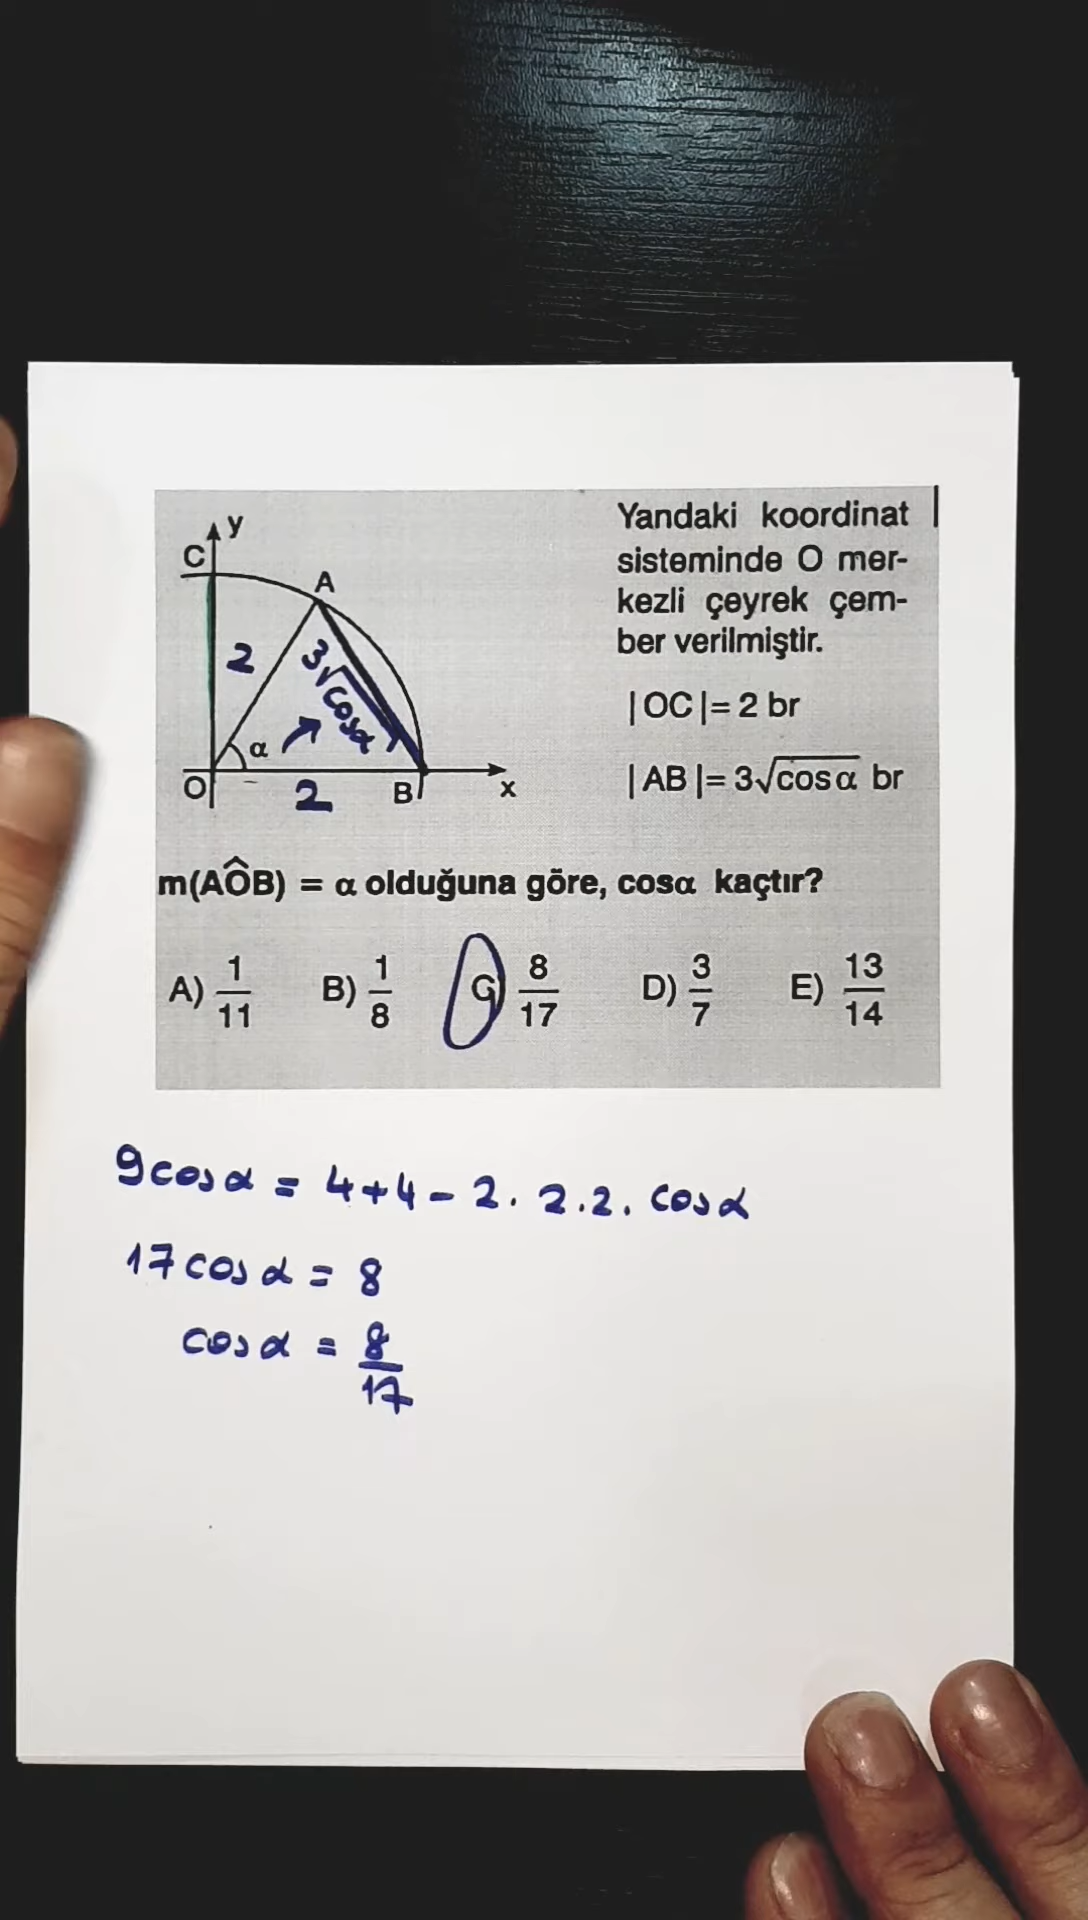 y
C
A
2
3√cosα
α
O
2
B
x
Yandaki koordinat
sisteminde O mer-
kezli çeyrek çem-
ber verilmiştir.
|OC|= 2 br
|AB|= 3√cosα br
m(AÔB) = α olduğuna göre, cosα kaçtır?
A) 1/11 B) 1/8 C) 8/17 D) 3/7 E) 13/14
9cosα = 4+4-2.2.2.cosα
17cosα = 8
cosα = 8/17